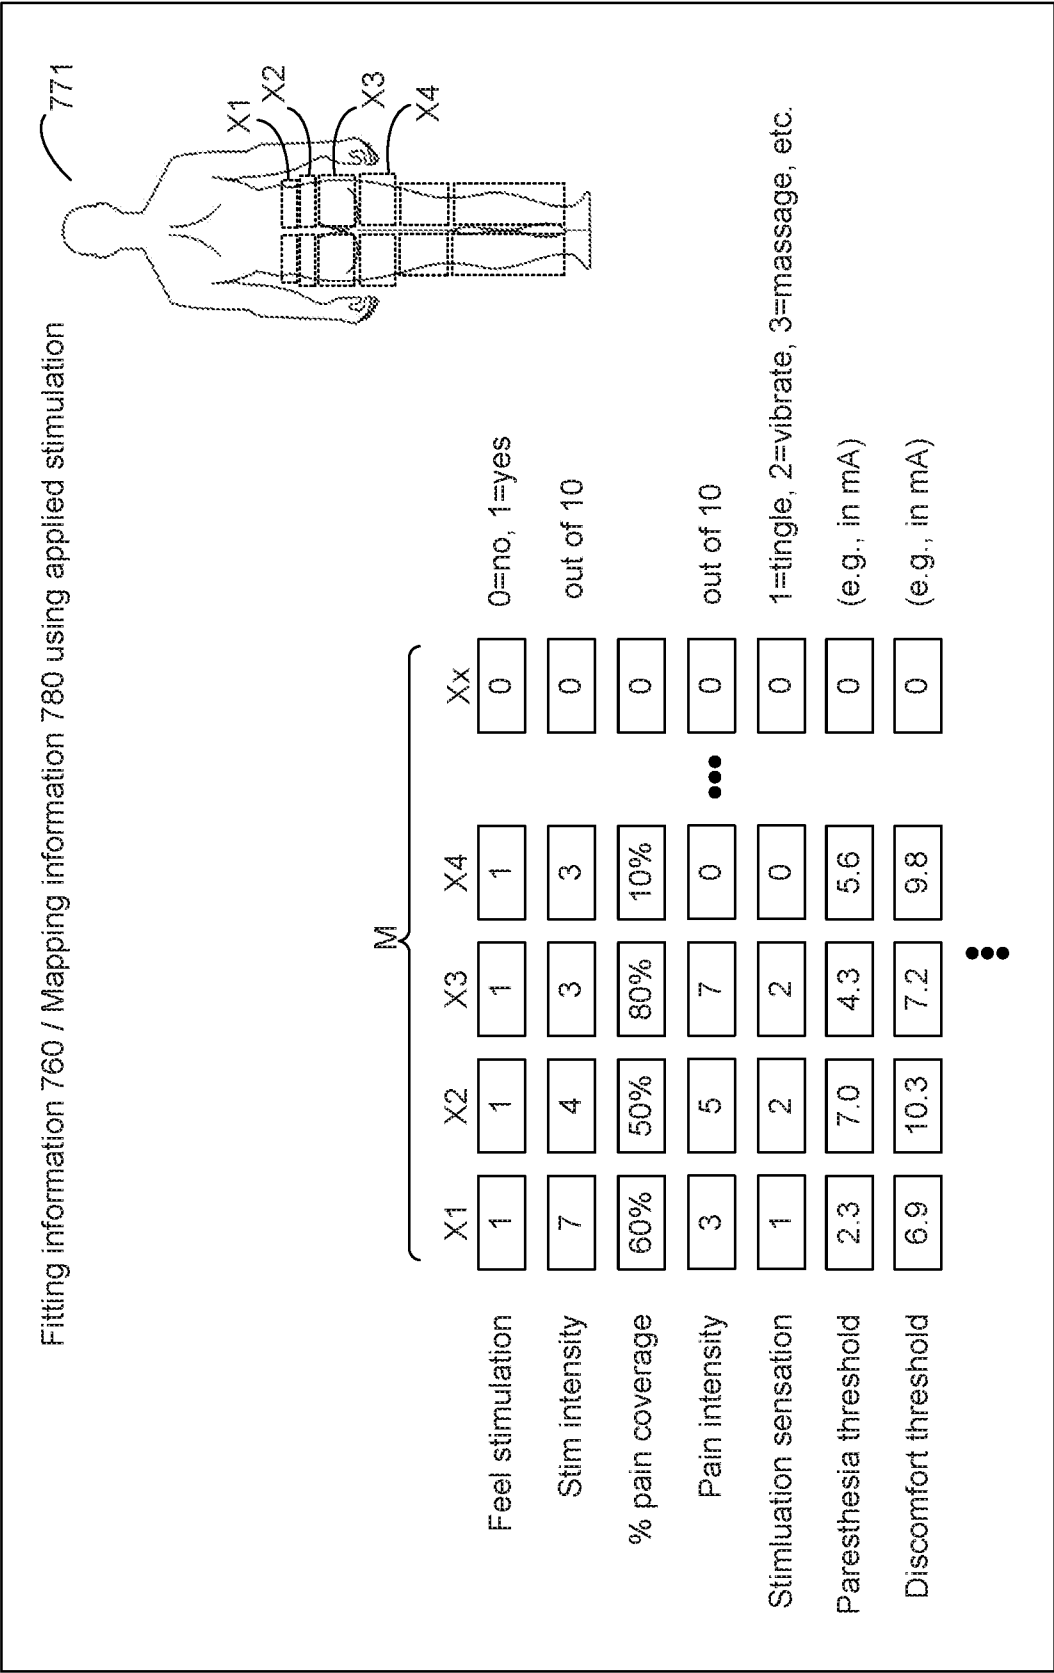 Fitting information 760 / Mapping information 780 using applied stimulation
771
X1
X2
X3
X4
M
X1 X2 X3 X4 Xx
Feel stimulation 1 1 1 1 0 0=no, 1=yes
Stim intensity 7 4 3 3 0 out of 10
% pain coverage 60% 50% 80% 10% 0
Pain intensity 3 5 7 0 ••• 0 out of 10
Stimluation sensation 1 2 2 0 0 1=tingle, 2=vibrate, 3=massage, etc.
Paresthesia threshold 2.3 7.0 4.3 5.6 0 (e.g., in mA)
Discomfort threshold 6.9 10.3 7.2 9.8 0 (e.g., in mA)
•••